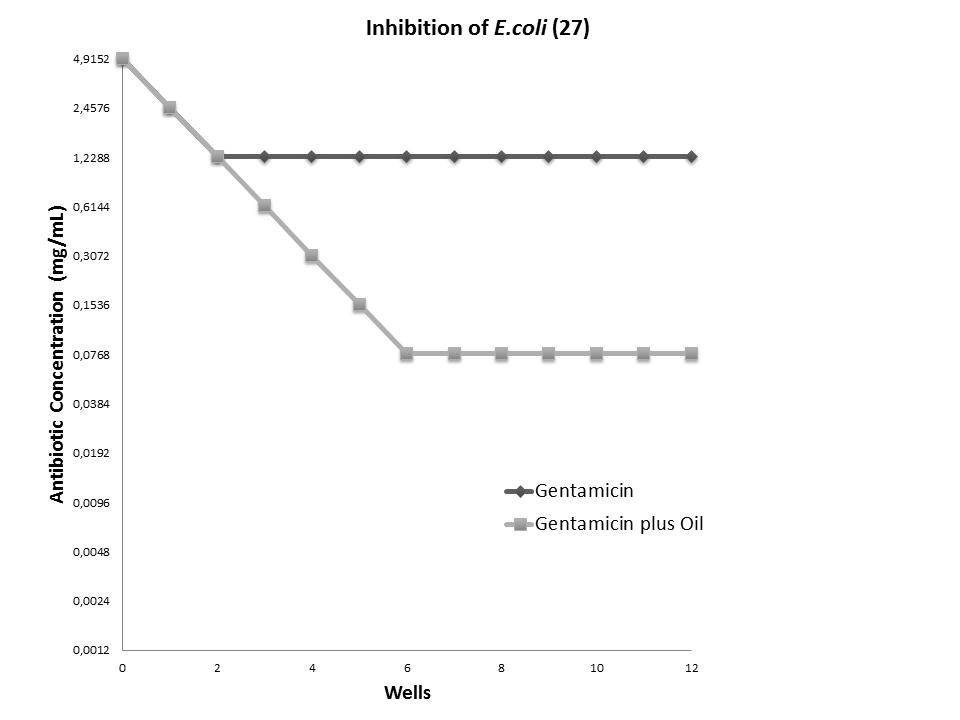 Inhibition of E.coli (27)
4,9152
2,4576
1,2288
0,6144
0,3072
0,1536
0,0768
0,0384
0,0192
0,0096
0,0048
0,0024
0,0012
Antibiotic Concentration (mg/mL)
Gentamicin
Gentamicin plus Oil
0 2 4 6 8 10 12
Wells